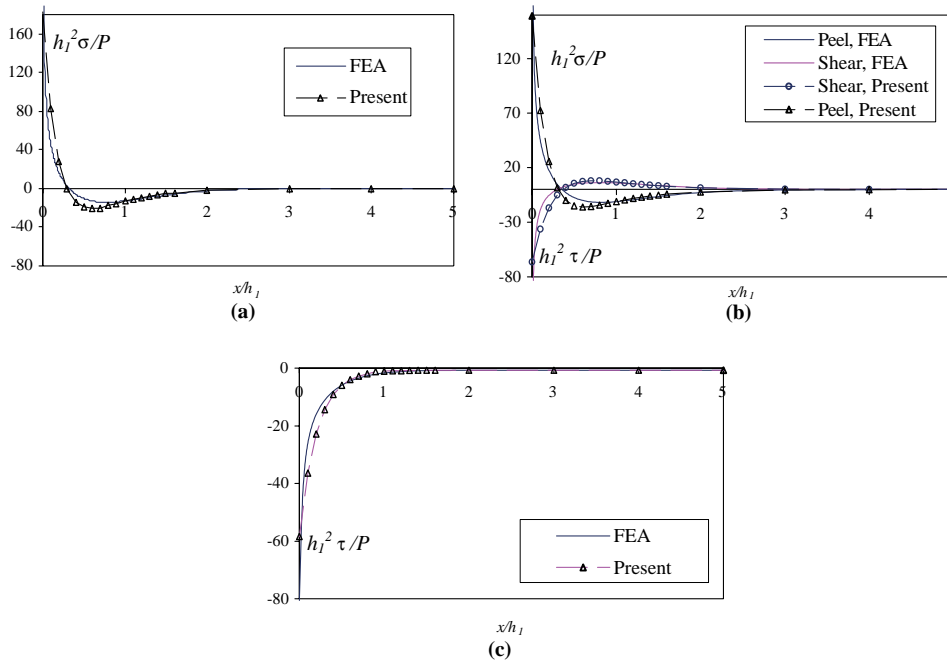 160
120
80
40
0
-40
-80
h₁²σ/P
FEA
Present
0 1 2 3 4 5
x/h₁
(a)
120
70
20
-30
-80
h₁²σ/P
h₁² τ/P
Peel, FEA
Shear, FEA
Shear, Present
Peel, Present
0 1 2 3 4
x/h₁
(b)
0
-20
-40
-60
-80
0 1 2 3 4 5
h₁² τ/P
FEA
Present
x/h₁
(c)